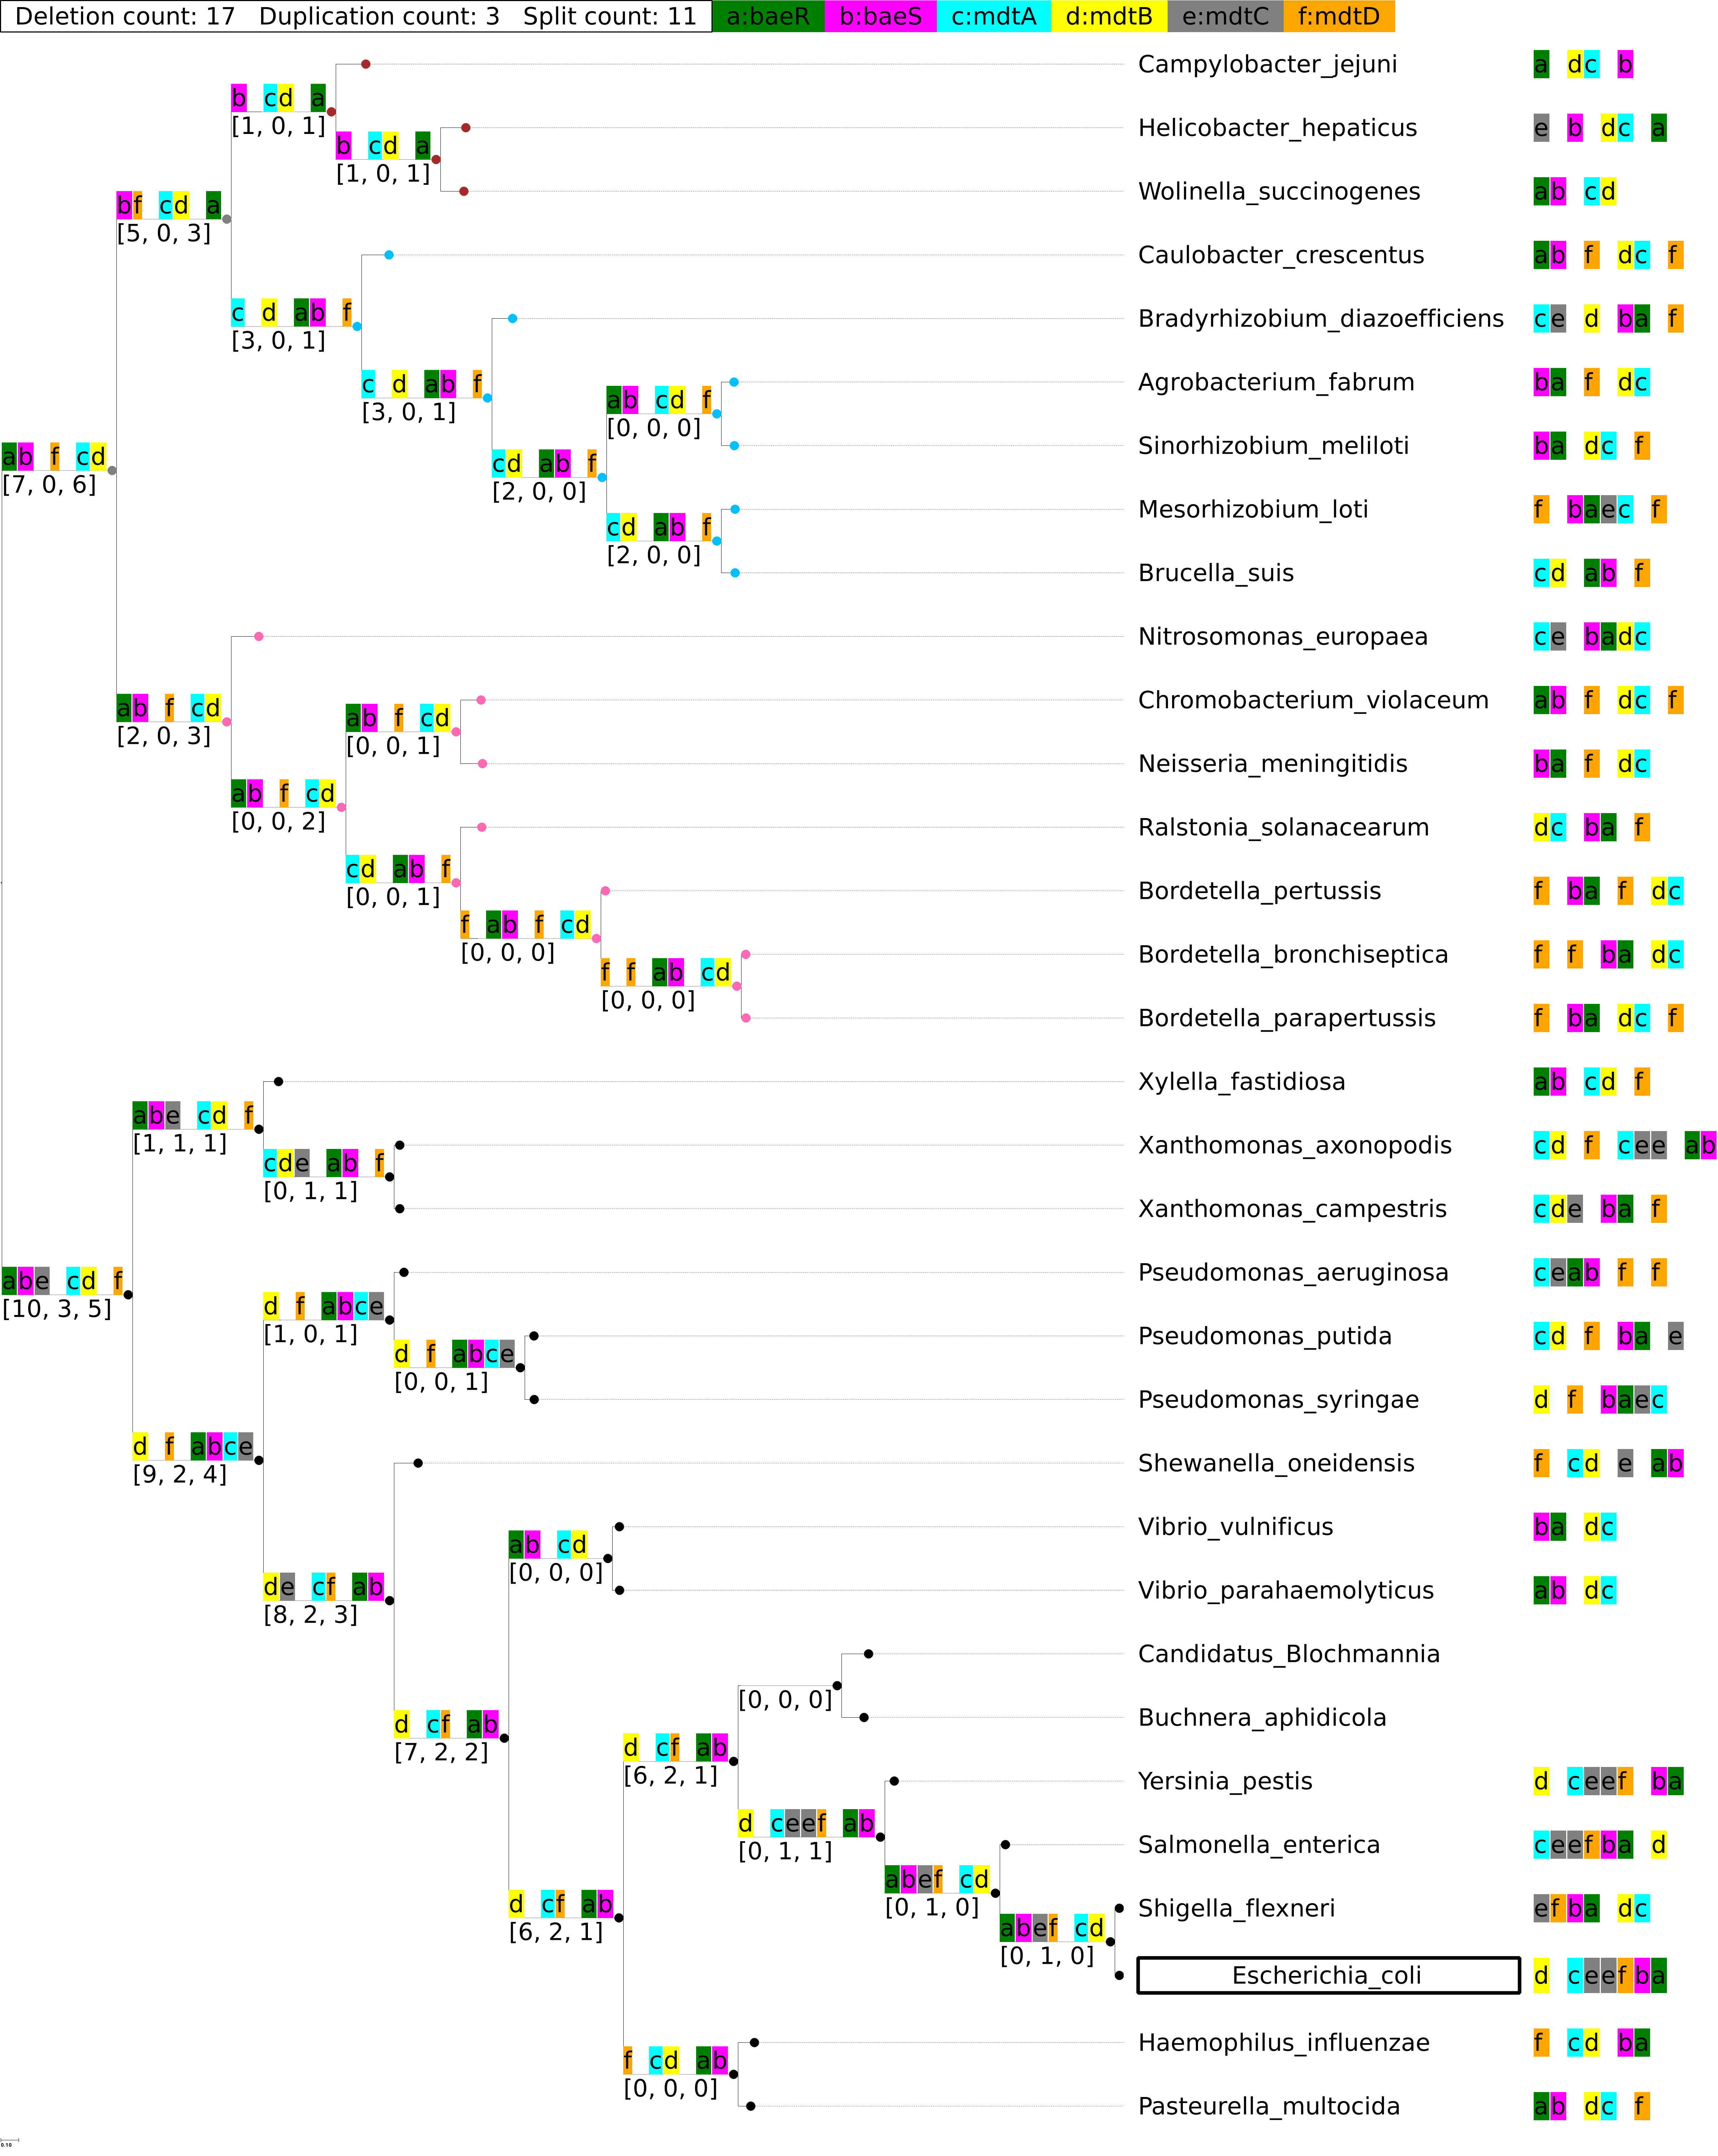 Deletion count: 17 Duplication count: 3 Split count: 11 a:baeR b:baeS c:mdtA d:mdtB e:mdtC f:mdtD
Campylobacter_jejuni a dc b
b cd a
[1, 0, 1]
Helicobacter_hepaticus e b dc a
b cd a
[1, 0, 1]
Wolinella_succinogenes ab cd
bf cd a
[5, 0, 3]
Caulobacter_crescentus ab f dc f
c d ab f
[3, 0, 1]
Bradyrhizobium_diazoefficiens ce d ba f
c d ab f
[3, 0, 1]
Agrobacterium_fabrum ba f dc
ab cd f
[0, 0, 0]
Sinorhizobium_meliloti ba dc f
ab f cd
[7, 0, 6]
cd ab f
[2, 0, 0]
Mesorhizobium_loti f baec f
cd ab f
[2, 0, 0]
Brucella_suis cd ab f
Nitrosomonas_europaea ce badc
Chromobacterium_violaceum ab f dc f
ab f cd
[2, 0, 3]
ab f cd
[0, 0, 1]
Neisseria_meningitidis ba f dc
ab f cd
[0, 0, 2]
Ralstonia_solanacearum dc ba f
cd ab f
[0, 0, 1]
Bordetella_pertussis f ba f dc
f ab f cd
[0, 0, 0]
Bordetella_bronchiseptica f f ba dc
f f ab cd
[0, 0, 0]
Bordetella_parapertussis f ba dc f
Xylella_fastidiosa ab cd f
abe cd f
[1, 1, 1]
Xanthomonas_axonopodis cd f cee ab
cde ab f
[0, 1, 1]
Xanthomonas_campestris cde ba f
Pseudomonas_aeruginosa ceab f f
abe cd f
[10, 3, 5]
d f abce
[1, 0, 1]
Pseudomonas_putida cd f ba e
d f abce
[0, 0, 1]
Pseudomonas_syringae d f baec
d f abce
[9, 2, 4]
Shewanella_oneidensis f cd e ab
Vibrio_vulnificus ba dc
ab cd
[0, 0, 0]
Vibrio_parahaemolyticus ab dc
de cf ab
[8, 2, 3]
Candidatus_Blochmannia
[0, 0, 0]
Buchnera_aphidicola
d cf ab
[7, 2, 2]
d cf ab
[6, 2, 1]
Yersinia_pestis d ceef ba
d ceef ab
[0, 1, 1]
Salmonella_enterica ceefba d
abef cd
[0, 1, 0]
Shigella_flexneri efba dc
d cf ab
[6, 2, 1]
abef cd
[0, 1, 0]
Escherichia_coli d ceefba
Haemophilus_influenzae f cd ba
f cd ab
[0, 0, 0]
Pasteurella_multocida ab dc f
0.10